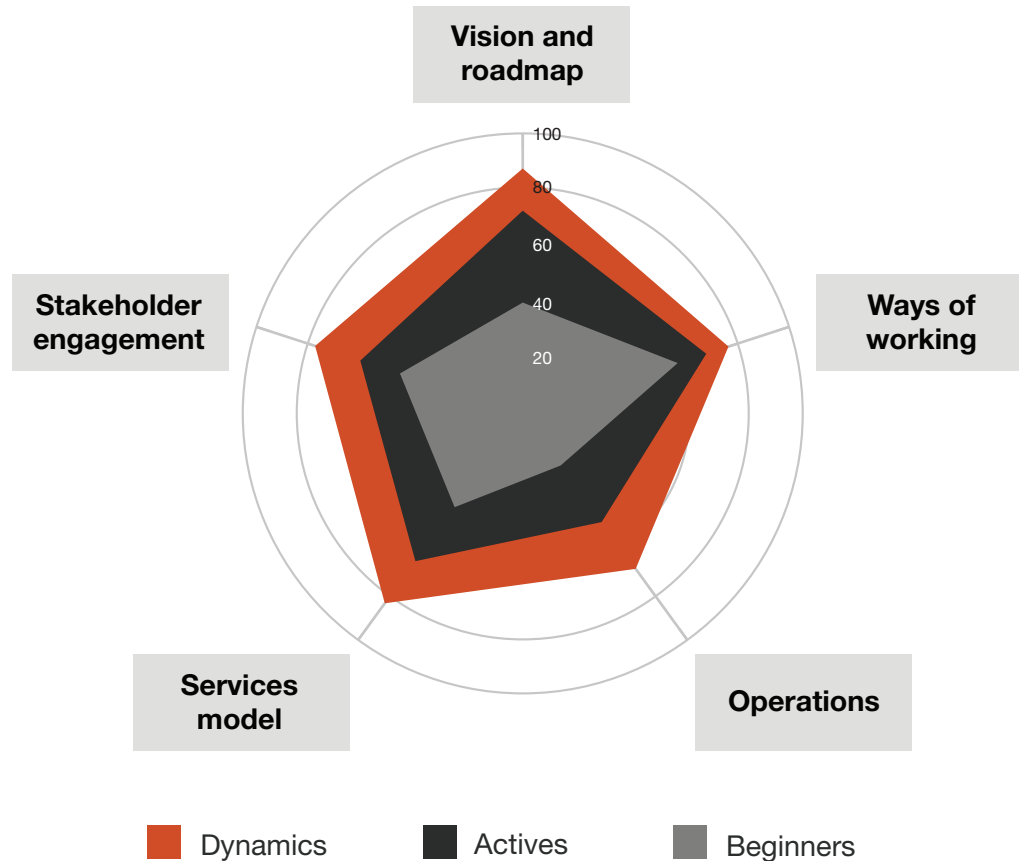 Vision and
roadmap
100
80
60
40
20
Stakeholder
engagement
Ways of
working
Services
model
Operations
Dynamics
Actives
Beginners